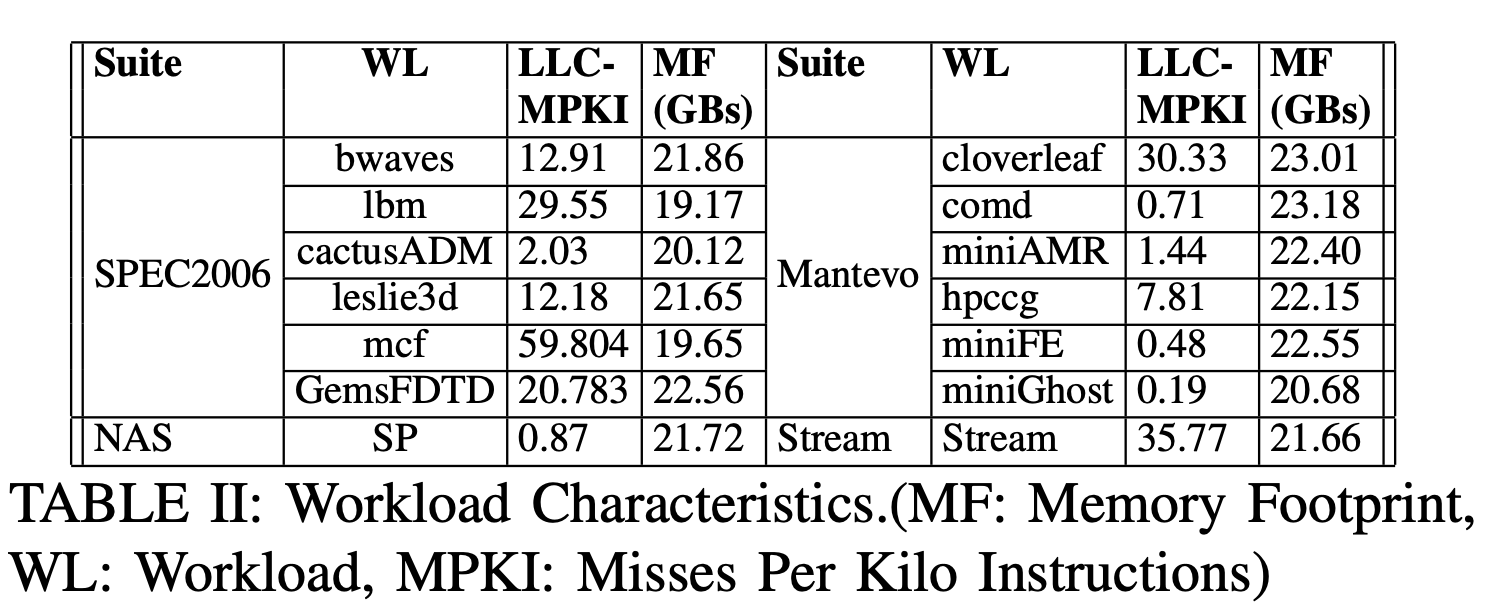 Suite WL LLC- MF Suite WL LLC- MF
MPKI (GBs) MPKI (GBs)
bwaves 12.91 21.86 cloverleaf 30.33 23.01
lbm 29.55 19.17 comd 0.71 23.18
cactusADM 2.03 20.12 miniAMR 1.44 22.40
SPEC2006 Mantevo
leslie3d 12.18 21.65 hpccg 7.81 22.15
mcf 59.804 19.65 miniFE 0.48 22.55
GemsFDTD 20.783 22.56 miniGhost 0.19 20.68
NAS SP 0.87 21.72 Stream Stream 35.77 21.66
TABLE II: Workload Characteristics.(MF: Memory Footprint,
WL: Workload, MPKI: Misses Per Kilo Instructions)